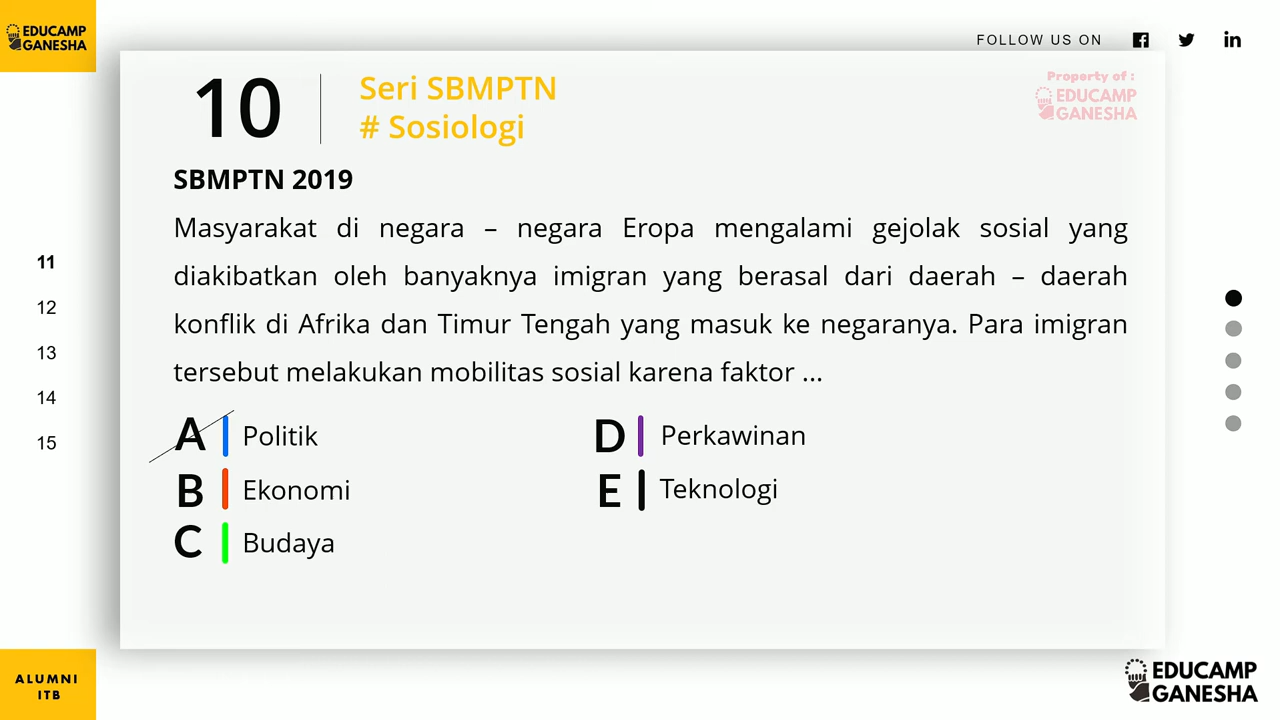 EDUCAMP
GANESHA
FOLLOW US ON
10
Seri SBMPTN
# Sosiologi
Property of :
EDUCAMP
GANESHA
SBMPTN 2019
Masyarakat di negara – negara Eropa mengalami gejolak sosial yang
diakibatkan oleh banyaknya imigran yang berasal dari daerah – daerah
konflik di Afrika dan Timur Tengah yang masuk ke negaranya. Para imigran
tersebut melakukan mobilitas sosial karena faktor ...
A Politik
B Ekonomi
C Budaya
D Perkawinan
E Teknologi
11
12
13
14
15
ALUMNI
ITB
EDUCAMP
GANESHA